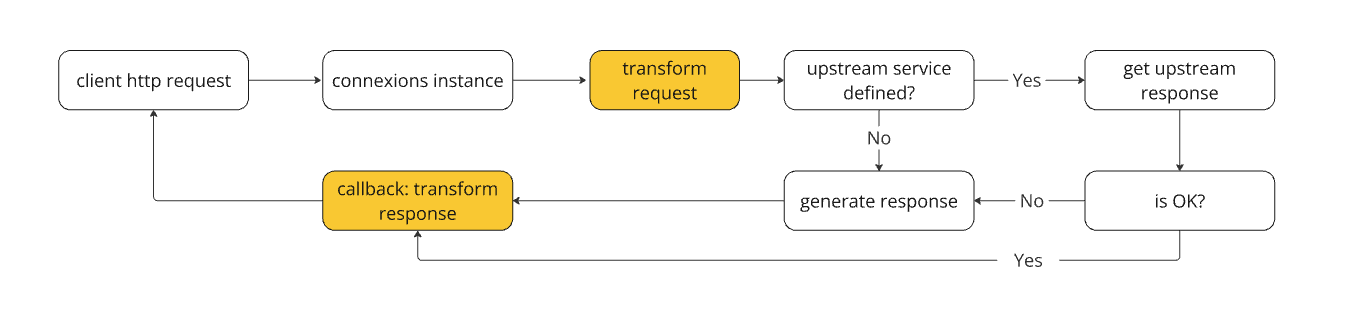 client http request
connexions instance
transform
request
upstream service
defined?
Yes
get upstream
response
No
callback: transform
response
generate response
No
is OK?
Yes